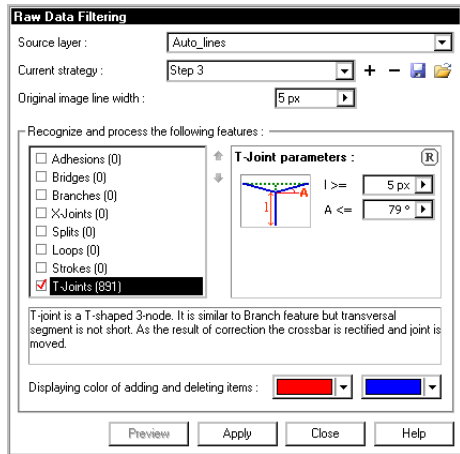 Raw Data Filtering
Source layer : Auto_lines
Current strategy : Step 3
Original image line width : 5 px
Recognize and process the following features :
Adhesions (0)
Bridges (0)
Branches (0)
X-Joints (0)
Splits (0)
Loops (0)
Strokes (0)
T-Joints (891)
T-Joint parameters : R
l A
l >= 5 px
A <= 79 °
T-joint is a T-shaped 3-node. It is similar to Branch feature but transversal
segment is not short. As the result of correction the crossbar is rectified and joint is
moved.
Displaying color of adding and deleting items :
Preview Apply Close Help